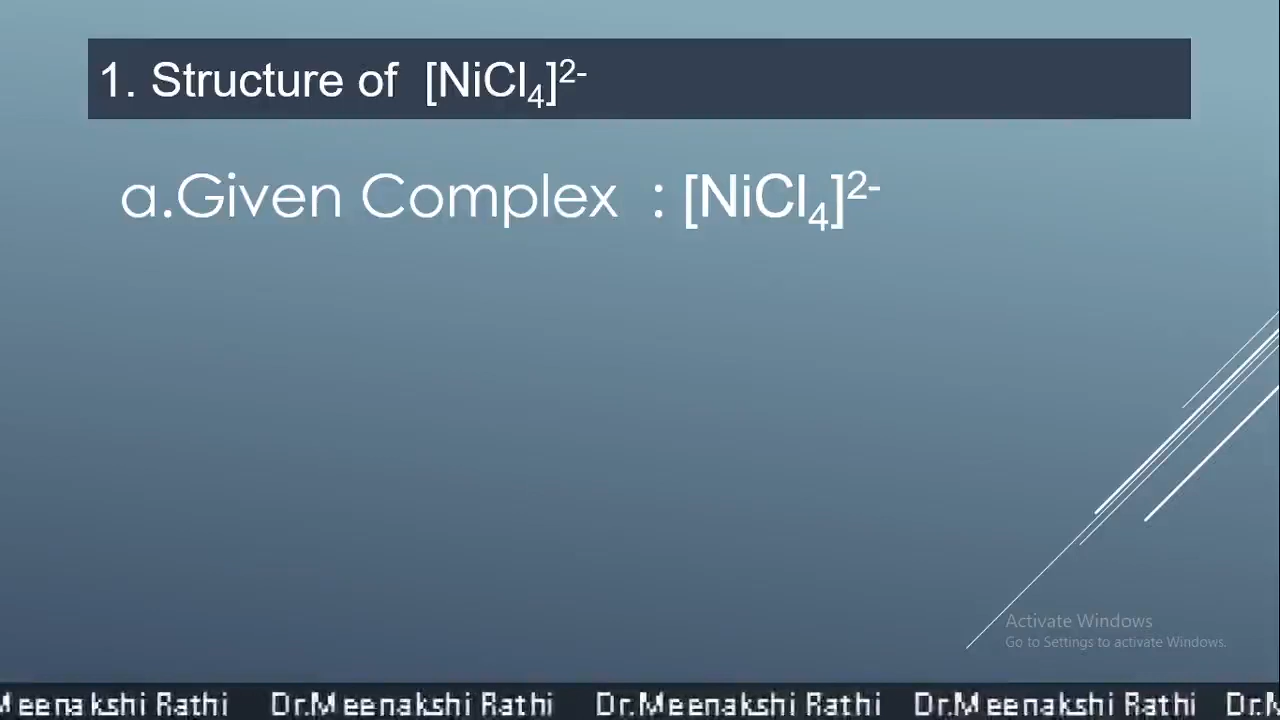 1. Structure of [NiCl₄]²⁻
a.Given Complex : [NiCl₄]²⁻
Activate Windows
Go to Settings to activate Windows.
Meenakshi Rathi Dr.Meenakshi Rathi Dr.Meenakshi Rathi Dr.Meenakshi Rathi Dr.M